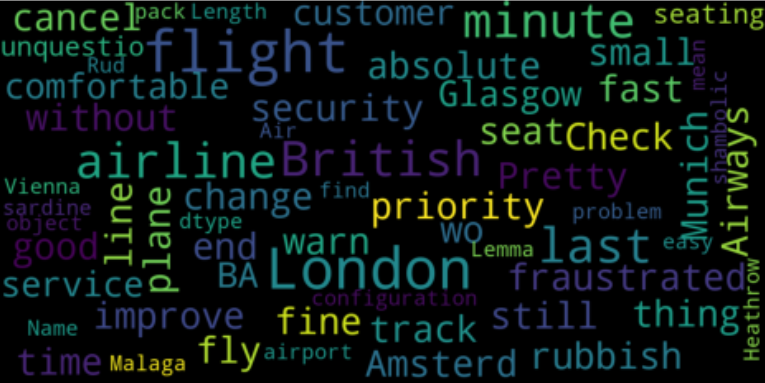 cancel pack Length customer minute seating
unquestio flight absolute small mean
Rud
comfortable security Glasgow fast shambolic
without Air seat Check Munich Airways
airline British Pretty
Vienna line plane change find priority problem
sardine
object dtype WO
good end warn Lemma last easy
service BA London fraustrated
configuration Heathrow
Name improve fine track still thing
time Malaga fly airport Amsterd rubbish